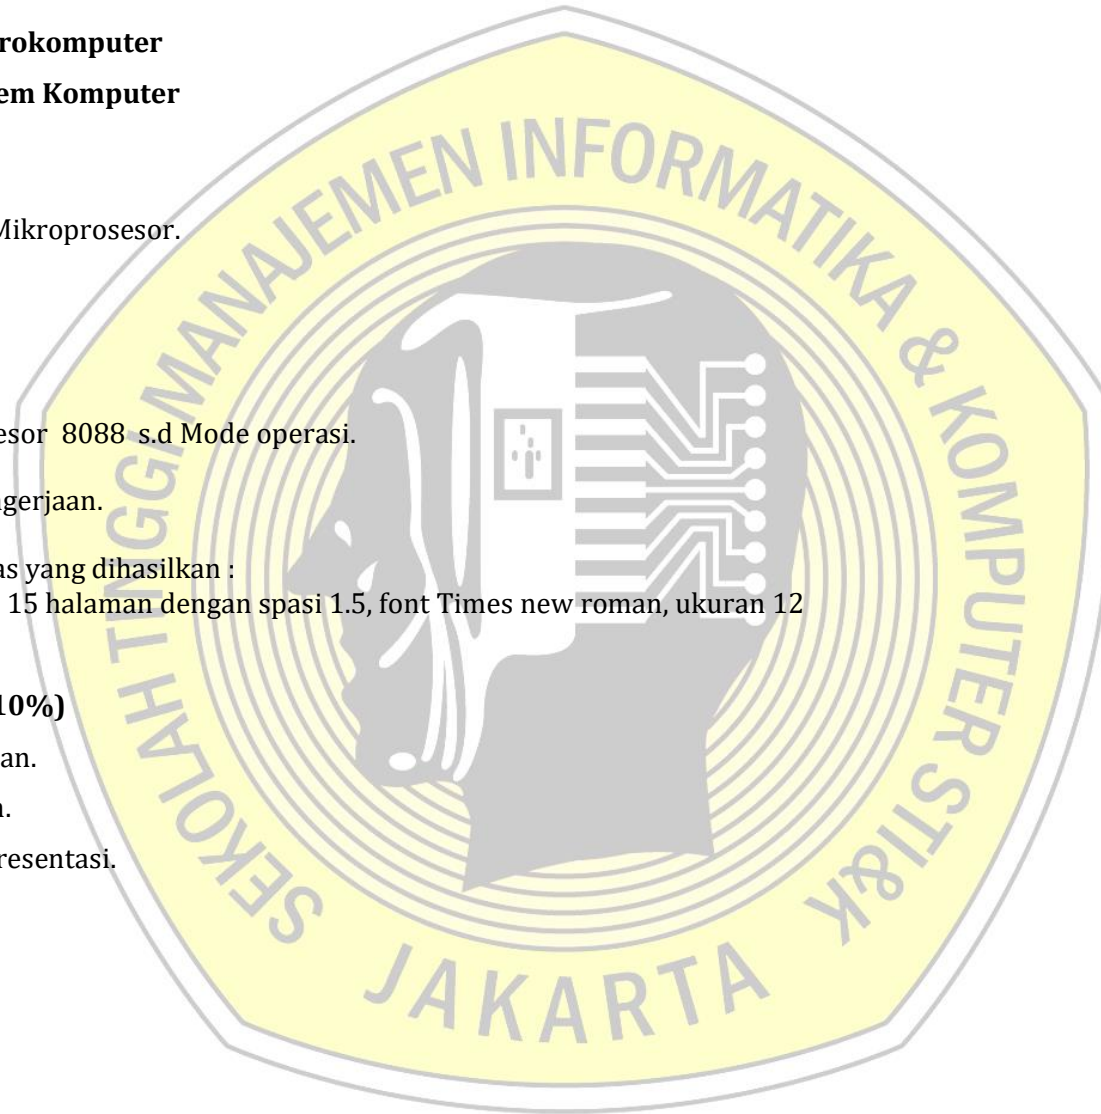 rokomputer
em Komputer
Mikroprosesor.
esor 8088 s.d Mode operasi.
ngerjaan.
as yang dihasilkan :
15 halaman dengan spasi 1.5, font Times new roman, ukuran 12
10%)
an.
n.
resentasi.
SEKOLAH TINGGI MANAJEMEN INFORMATIKA & KOMPUTER STI&K
JAKARTA